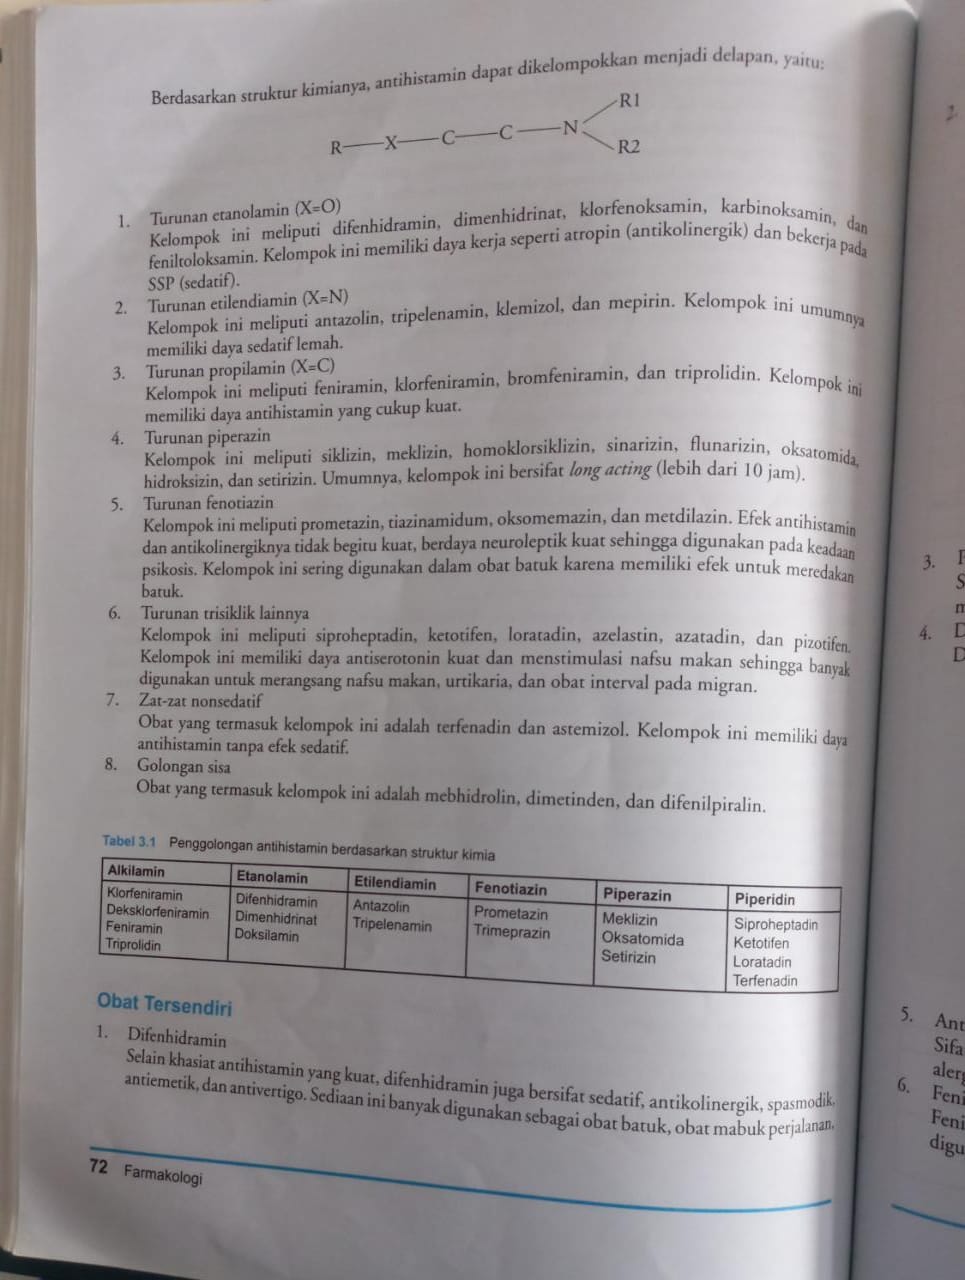 Berdasarkan struktur kimianya, antihistamin dapat dikelompokkan menjadi delapan, yaitu:
R—X—C—C—N
R1
R2
1. Turunan etanolamin (X=O)
Kelompok ini meliputi difenhidramin, dimenhidrinat, klorfenoksamin, karbinoksamin, dan
feniltoloksamin. Kelompok ini memiliki daya kerja seperti atropin (antikolinergik) dan bekerja pada
SSP (sedatif).
2. Turunan etilendiamin (X=N)
Kelompok ini meliputi antazolin, tripelenamin, klemizol, dan mepirin. Kelompok ini umumnya
memiliki daya sedatif lemah.
3. Turunan propilamin (X=C)
Kelompok ini meliputi feniramin, klorfeniramin, bromfeniramin, dan triprolidin. Kelompok ini
memiliki daya antihistamin yang cukup kuat.
4. Turunan piperazin
Kelompok ini meliputi siklizin, meklizin, homoklorsiklizin, sinarizin, flunarizin, oksatomida,
hidroksizin, dan setirizin. Umumnya, kelompok ini bersifat long acting (lebih dari 10 jam).
5. Turunan fenotiazin
Kelompok ini meliputi prometazin, tiazinamidum, oksomemazin, dan metdilazin. Efek antihistamin
dan antikolinergiknya tidak begitu kuat, berdaya neuroleptik kuat sehingga digunakan pada keadaan
psikosis. Kelompok ini sering digunakan dalam obat batuk karena memiliki efek untuk meredakan
batuk.
6. Turunan trisiklik lainnya
Kelompok ini meliputi siproheptadin, ketotifen, loratadin, azelastin, azatadin, dan pizotifen.
Kelompok ini memiliki daya antiserotonin kuat dan menstimulasi nafsu makan sehingga banyak
digunakan untuk merangsang nafsu makan, urtikaria, dan obat interval pada migran.
7. Zat-zat nonsedatif
Obat yang termasuk kelompok ini adalah terfenadin dan astemizol. Kelompok ini memiliki daya
antihistamin tanpa efek sedatif.
8. Golongan sisa
Obat yang termasuk kelompok ini adalah mebhidrolin, dimetinden, dan difenilpiralin.
Tabel 3.1 Penggolongan antihistamin berdasarkan struktur kimia
Alkilamin Etanolamin Etilendiamin Fenotiazin Piperazin Piperidin
Klorfeniramin Difenhidramin Antazolin Prometazin Meklizin Siproheptadin
Deksklorfeniramin Dimenhidrinat Tripelenamin Trimeprazin Oksatomida Ketotifen
Feniramin Doksilamin Setirizin Loratadin
Triprolidin Terfenadin
Obat Tersendiri
1. Difenhidramin
Selain khasiat antihistamin yang kuat, difenhidramin juga bersifat sedatif, antikolinergik, spasmodik,
antiemetik, dan antivertigo. Sediaan ini banyak digunakan sebagai obat batuk, obat mabuk perjalanan,
72 Farmakologi
2.
3.
4.
5.
Sifa
6. Feni
Feni
digu